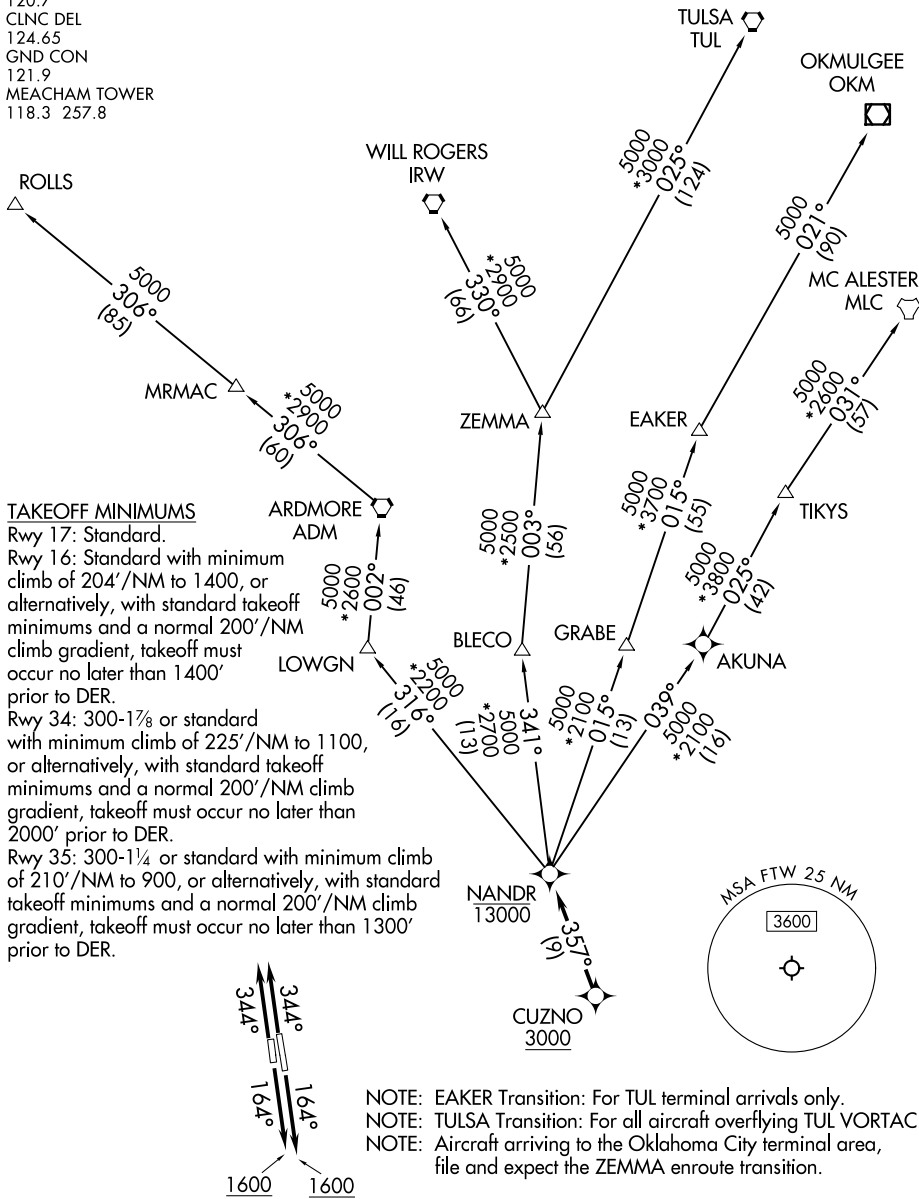 120.7
CLNC DEL
124.65
GND CON
121.9
MEACHAM TOWER
118.3 257.8
TULSA
TUL
OKMULGEE
OKM
WILL ROGERS
IRW
ROLLS
MC ALESTER
MLC
5000
*3000
025°
(124)
5000
021°
(90)
5000
*2900
330°
(66)
5000
306°
(85)
MRMAC
5000
*2900
306°
(60)
ZEMMA
EAKER
5000
*2600
031°
(57)
TIKYS
ARDMORE
ADM
5000
*2600
002°
(46)
5000
*2500
003°
(56)
5000
*3700
015°
(55)
5000
*3800
025°
(42)
LOWGN
BLECO
GRABE
AKUNA
5000
*2200
316°
(16)
341°
5000
*2700
(13)
5000
*2100
015°
(13)
039°
5000
*2100
(16)
TAKEOFF MINIMUMS
Rwy 17: Standard.
Rwy 16: Standard with minimum
climb of 204'/NM to 1400, or
alternatively, with standard takeoff
minimums and a normal 200'/NM
climb gradient, takeoff must
occur no later than 1400'
prior to DER.
Rwy 34: 300-1⅞ or standard
with minimum climb of 225'/NM to 1100,
or alternatively, with standard takeoff
minimums and a normal 200'/NM climb
gradient, takeoff must occur no later than
2000' prior to DER.
Rwy 35: 300-1¼ or standard with minimum climb
of 210'/NM to 900, or alternatively, with standard
takeoff minimums and a normal 200'/NM climb
gradient, takeoff must occur no later than 1300'
prior to DER.
NANDR
13000
357°
(9)
CUZNO
3000
MSA FTW 25 NM
3600
344°
344°
164°
164°
1600
1600
NOTE: EAKER Transition: For TUL terminal arrivals only.
NOTE: TULSA Transition: For all aircraft overflying TUL VORTAC
NOTE: Aircraft arriving to the Oklahoma City terminal area,
file and expect the ZEMMA enroute transition.